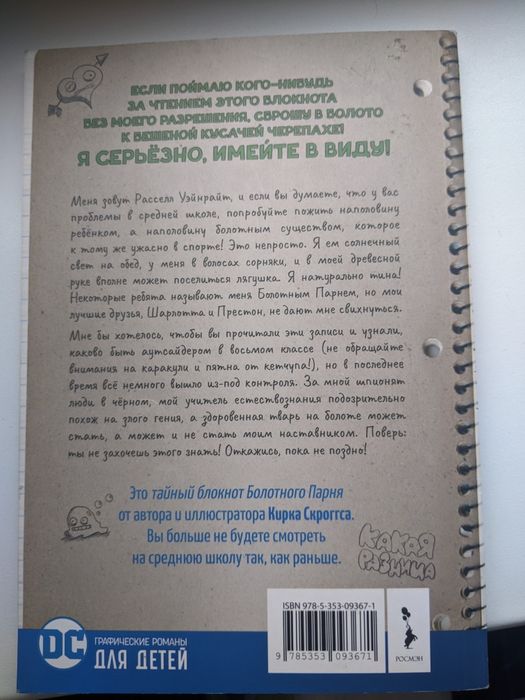 ЕСЛИ ПОЙМАЮ КОГО-НИБУДЬ
ЗА ЧТЕНИЕМ ЭТОГО БЛОКНОТА
БЕЗ МОЕГО РАЗРЕШЕНИЯ, СБРОШУ В БОЛОТО
К БЕШЕНОЙ КУСАЧЕЙ ЧЕРЕПАХЕ!
Я СЕРЬЁЗНО, ИМЕЙТЕ В ВИДУ!
Меня зовут Расселл Уэйнрайт, и если вы думаете, что у вас
проблемы в средней школе, попробуйте пожить наполовину
ребёнком, а наполовину болотным существом, которое
к тому же ужасно в спорте! Это непросто. Я ем солнечный
свет на обед, у меня в волосах сорняки, и в моей древесной
руке вполне может поселиться лягушка. Я натурально тина!
Некоторые ребята называют меня Болотным Парнем, но мои
лучшие друзья, Шарлотта и Престон, не дают мне свихнуться.
Мне бы хотелось, чтобы вы прочитали эти записи и узнали,
каково быть аутсайдером в восьмом классе (не обращайте
внимания на каракули и пятна от кетчупа!), но в последнее
время всё немного вышло из-под контроля. За мной шпионят
люди в чёрном, мой учитель естествознания подозрительно
похож на злого гения, а здоровенная тварь на болоте может
стать, а может и не стать моим наставником. Поверь:
ты не захочешь этого знать! Откажись, пока не поздно!
Это тайный блокнот Болотного Парня
от автора и иллюстратора Кирка Скроггса.
Вы больше не будете смотреть
на среднюю школу так, как раньше.
КАКАЯ
РАЗНИЦА
ISBN 978-5-353-09367-1
9 785353 093671
РОСМЭН
DC
ГРАФИЧЕСКИЕ РОМАНЫ
ДЛЯ ДЕТЕЙ